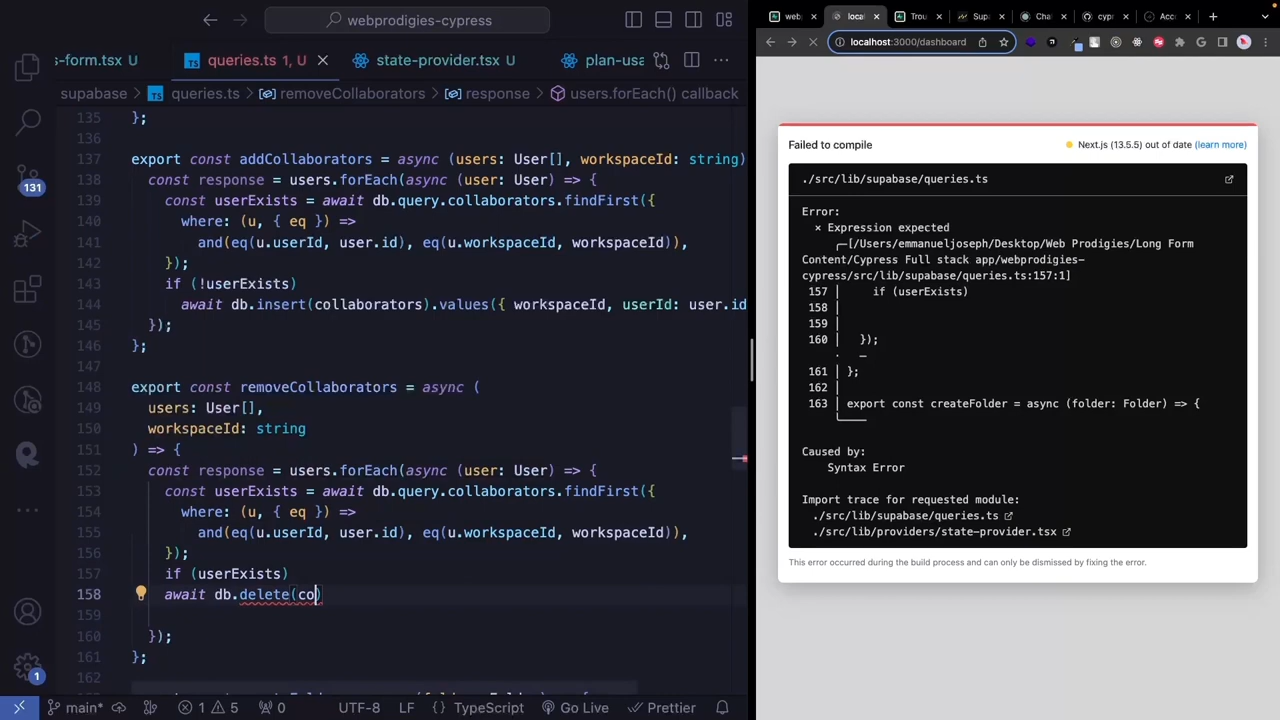 webprodigies-cypress
s-form.tsx U
queries.ts 1, U
state-provider.tsx U
plan-usa
supabase > queries.ts > removeCollaborators > response > users.forEach() callback
135 };
136
137 export const addCollaborators = async (users: User[], workspaceId: string)
138 const response = users.forEach(async (user: User) => {
139 const userExists = await db.query.collaborators.findFirst({
140 where: (u, { eq }) =>
141 and(eq(u.userId, user.id), eq(u.workspaceId, workspaceId)),
142 });
143 if (!userExists)
144 await db.insert(collaborators).values({ workspaceId, userId: user.id
145 });
146 };
147
148 export const removeCollaborators = async (
149 users: User[],
150 workspaceId: string
151 ) => {
152 const response = users.forEach(async (user: User) => {
153 const userExists = await db.query.collaborators.findFirst({
154 where: (u, { eq }) =>
155 and(eq(u.userId, user.id), eq(u.workspaceId, workspaceId)),
156 });
157 if (userExists)
158 await db.delete(co)
159
160 });
161 };
162
131
1
main*
1 5
0
UTF-8
LF
{ } TypeScript
Go Live
Prettier
web
local
Trou
Supa
Chat
cypr
Acc
localhost:3000/dashboard
Failed to compile
Next.js (13.5.5) out of date (learn more)
./src/lib/supabase/queries.ts
Error:
× Expression expected
╭─[/Users/emmanueljoseph/Desktop/Web Prodigies/Long Form
Content/Cypress Full stack app/webprodigies-
cypress/src/lib/supabase/queries.ts:157:1]
157 │ if (userExists)
158 │
159 │
160 │ });
· ─
161 │ };
162 │
163 │ export const createFolder = async (folder: Folder) => {
╰────
Caused by:
Syntax Error
Import trace for requested module:
./src/lib/supabase/queries.ts
./src/lib/providers/state-provider.tsx
This error occurred during the build process and can only be dismissed by fixing the error.